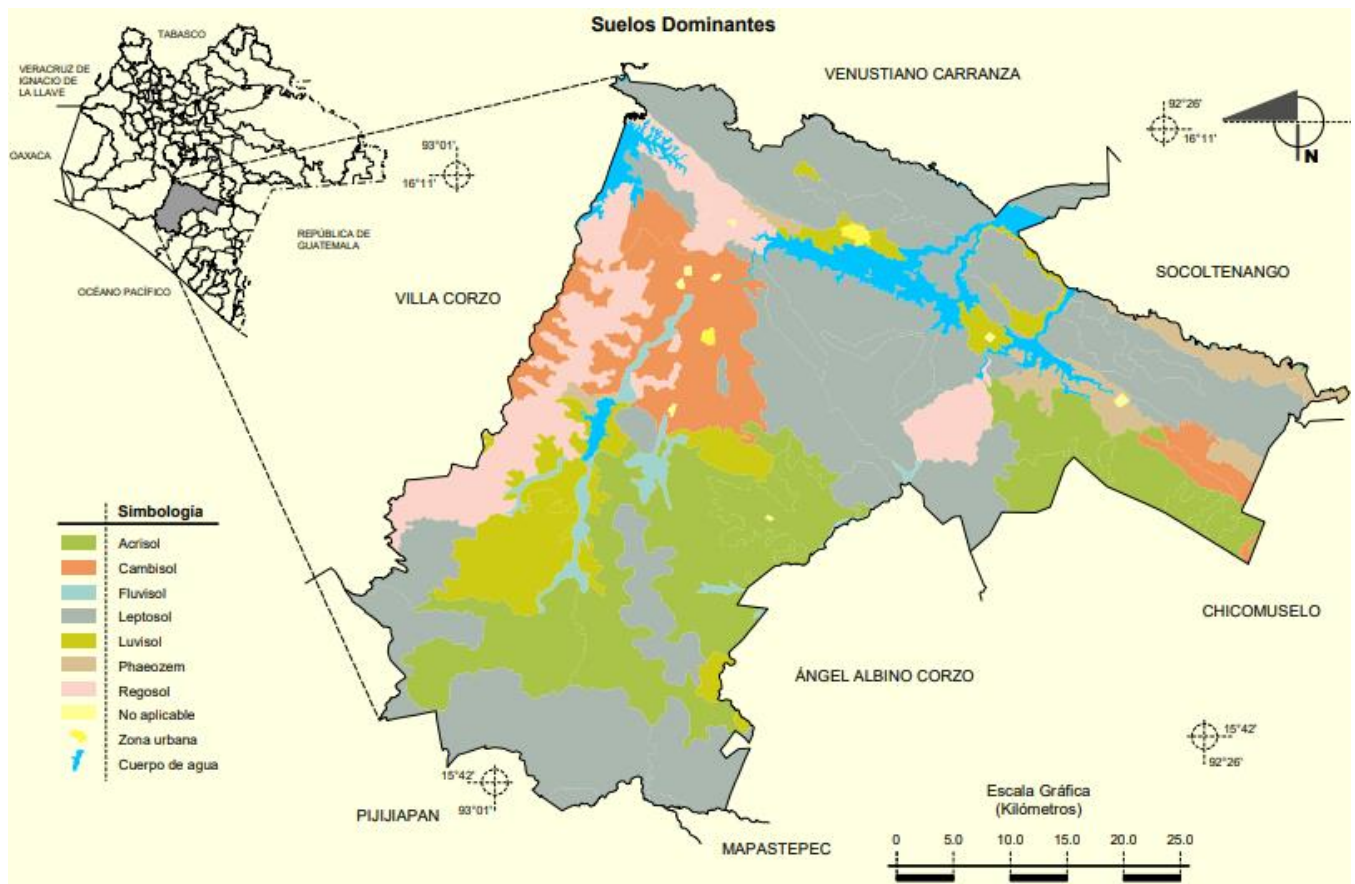 Suelos Dominantes
TABASCO
VERACRUZ DE
IGNACIO DE
LA LLAVE
OAXACA
REPÚBLICA DE
GUATEMALA
OCÉANO PACÍFICO
VENUSTIANO CARRANZA
93°01'
16°11'
92°26'
16°11'
N
SOCOLTENANGO
VILLA CORZO
CHICOMUSELO
ÁNGEL ALBINO CORZO
15°42'
92°26'
15°42'
93°01'
PIJIJIAPAN
MAPASTEPEC
Simbología
Acrisol
Cambisol
Fluvisol
Leptosol
Luvisol
Phaeozem
Regosol
No aplicable
Zona urbana
Cuerpo de agua
Escala Gráfica
(Kilómetros)
0 5.0 10.0 15.0 20.0 25.0